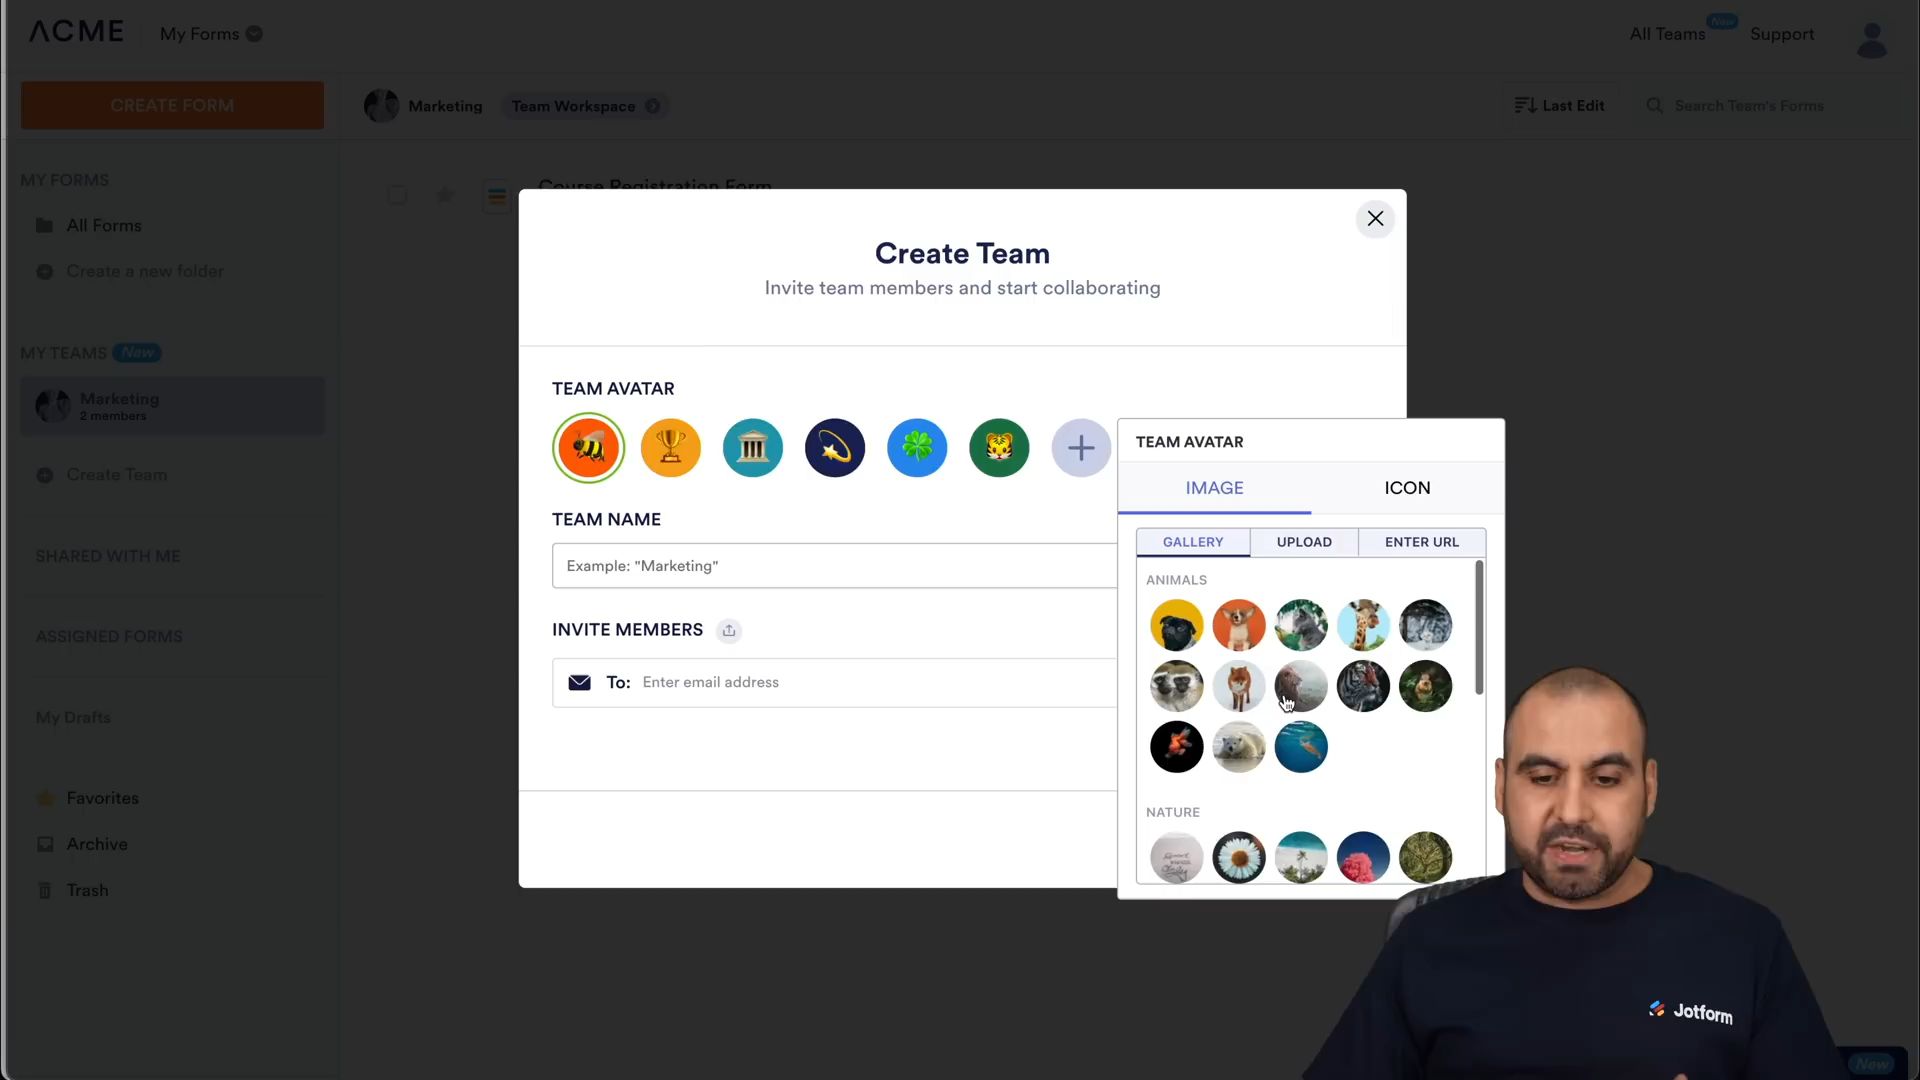 ACME
My Forms
All Teams
New
Support
CREATE FORM
Marketing
Team Workspace
Last Edit
Search Team's Forms
MY FORMS
All Forms
Create a new folder
MY TEAMS
New
Marketing
2 members
Create Team
SHARED WITH ME
ASSIGNED FORMS
My Drafts
Favorites
Archive
Trash
Course Registration Form
Create Team
Invite team members and start collaborating
TEAM AVATAR
TEAM NAME
Example: "Marketing"
INVITE MEMBERS
To: Enter email address
TEAM AVATAR
IMAGE
ICON
GALLERY
UPLOAD
ENTER URL
ANIMALS
NATURE
Jotform
New